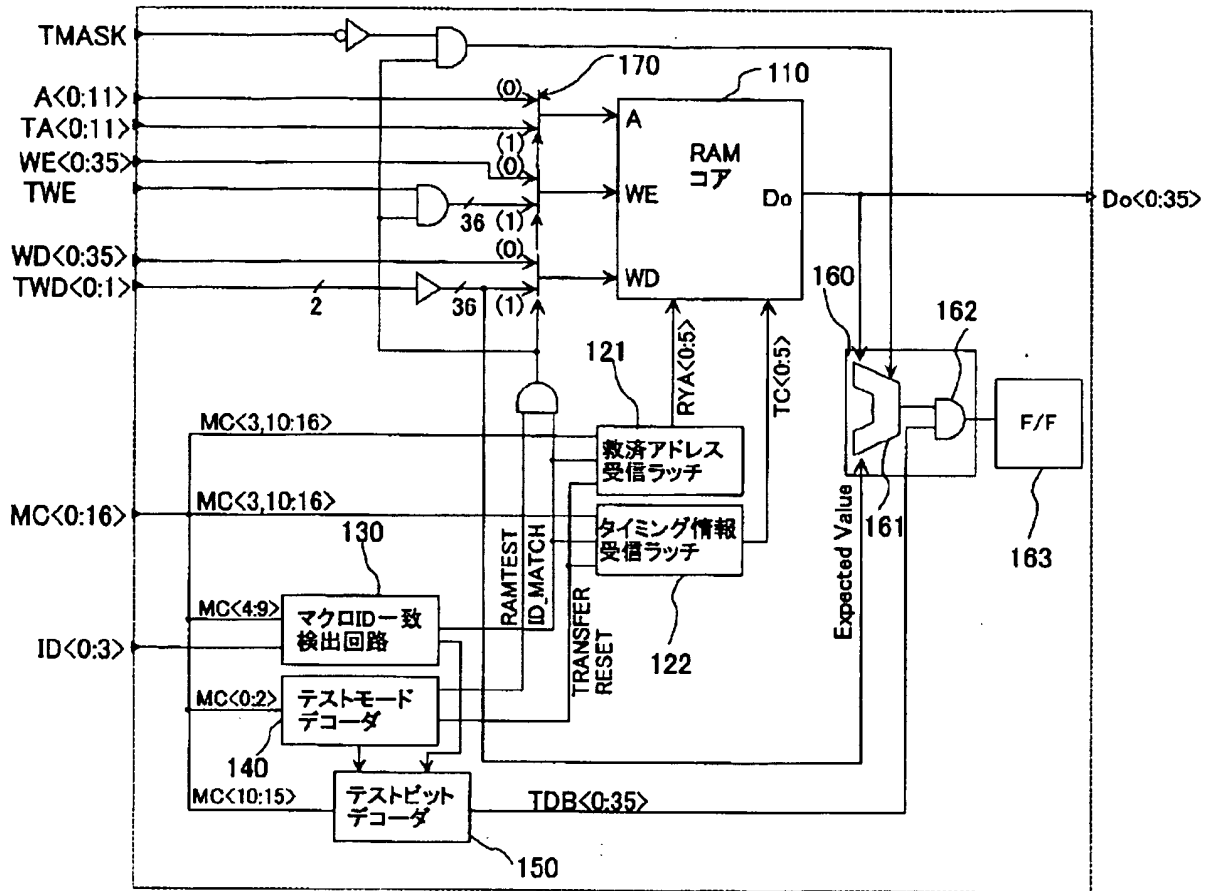 TMASK
170
110
A<0:11>
(0)
A
TA<0:11>
(1)
RAM
コア
WE<0:35>
(0)
TWE
WE
Do
Do<0:35>
36
(1)
WD<0:35>
(0)
WD
TWD<0:1>
2
36
(1)
160
162
121
RYA<0:5>
TC<0:5>
MC<3,10:16>
救済アドレス
受信ラッチ
F/F
MC<0:16>
MC<3,10:16>
130
タイミング情報
受信ラッチ
161
163
RAMTEST
ID_MATCH
TRANSFER
RESET
122
Expected Value
MC<4:9>
マクロID一致
検出回路
ID<0:3>
MC<0:2>
テストモード
デコーダ
140
MC<10:15>
テストビット
デコーダ
TDB<0:35>
150